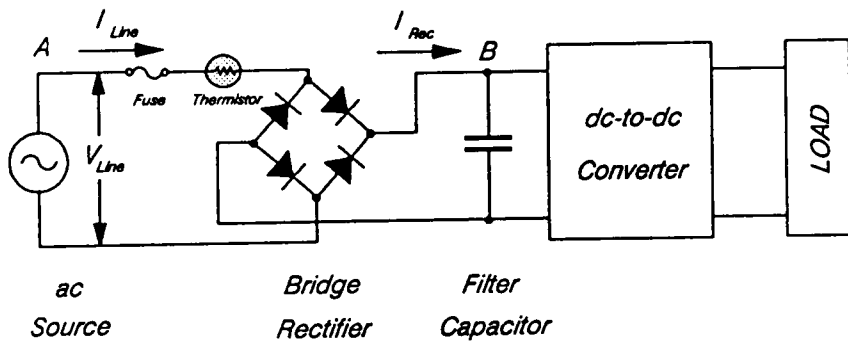 I Line
I Rec
A
B
Fuse
Thermistor
V Line
dc-to-dc
Converter
LOAD
ac
Source
Bridge
Rectifier
Filter
Capacitor